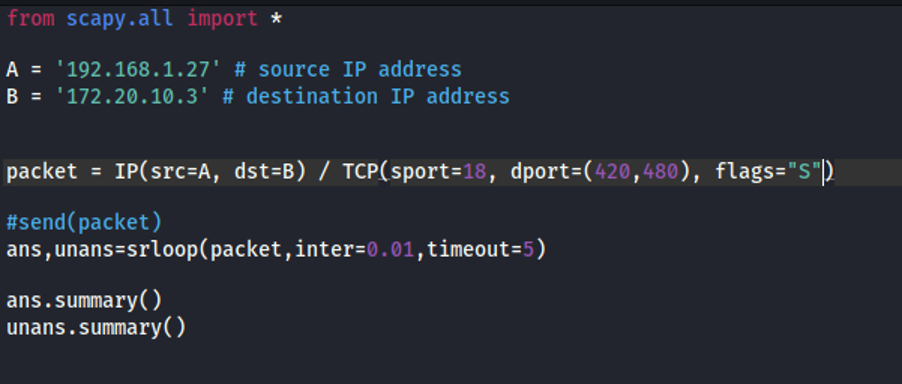 from scapy.all import *
A = '192.168.1.27' # source IP address
B = '172.20.10.3' # destination IP address
packet = IP(src=A, dst=B) / TCP(sport=18, dport=(420,480), flags="S")
#send(packet)
ans,unans=srloop(packet,inter=0.01,timeout=5)
ans.summary()
unans.summary()